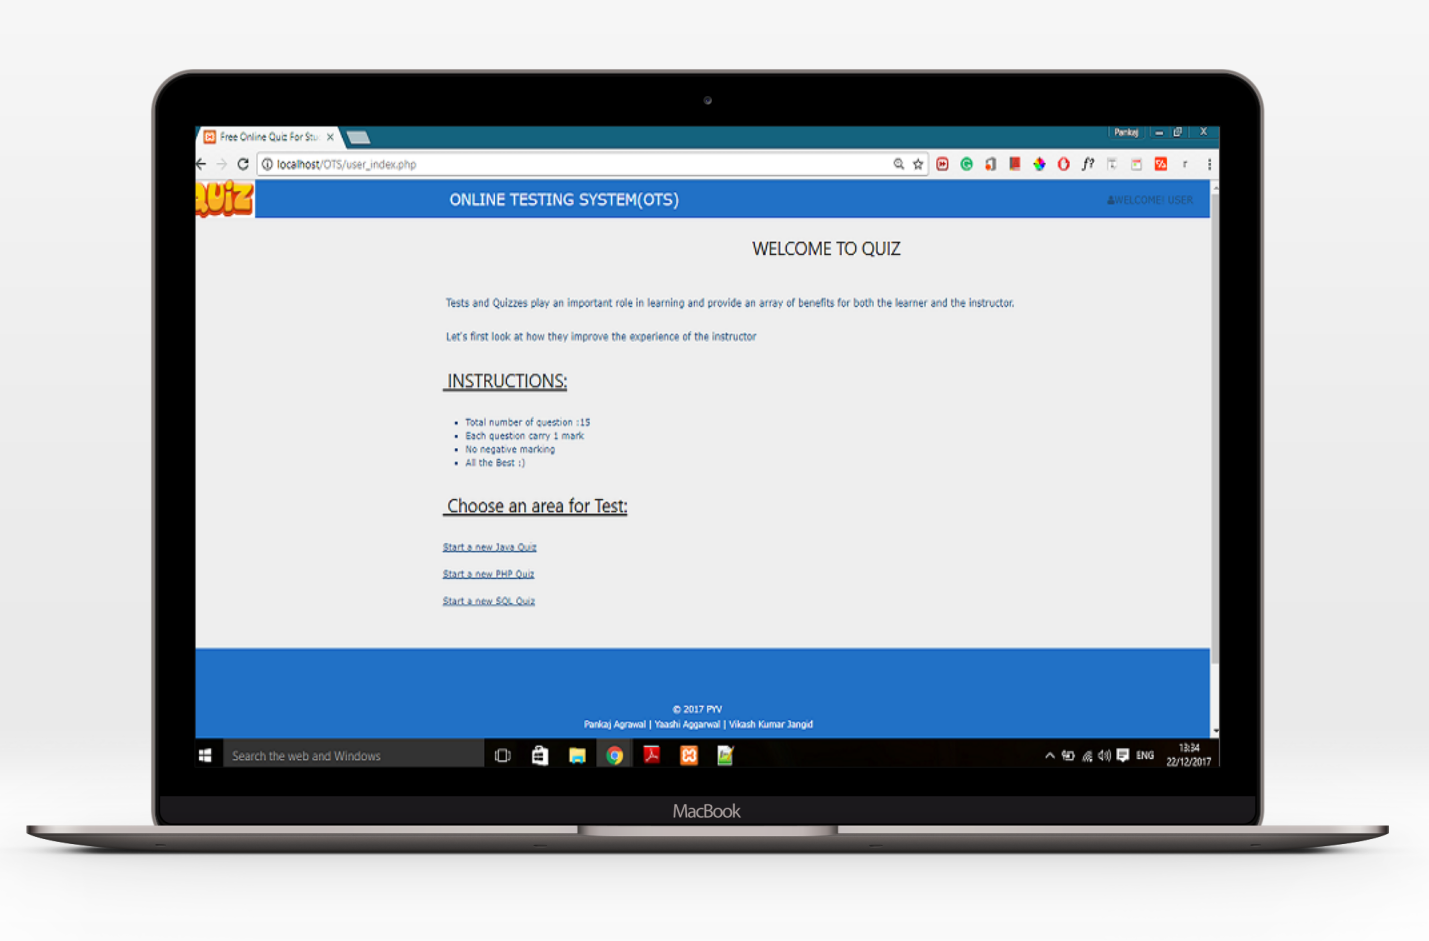 Free Online Quiz For Stu
Pankaj
localhost/OTS/user_index.php
QUIZ
ONLINE TESTING SYSTEM(OTS)
WELCOME! USER
WELCOME TO QUIZ
Tests and Quizzes play an important role in learning and provide an array of benefits for both the learner and the instructor.
Let's first look at how they improve the experience of the instructor
INSTRUCTIONS:
Total number of question :15
Each question carry 1 mark
No negative marking
All the Best :)
Choose an area for Test:
Start a new Java Quiz
Start a new PHP Quiz
Start a new SQL Quiz
© 2017 PYV
Pankaj Agrawal | Yaashi Aggarwal | Vikash Kumar Jangid
Search the web and Windows
ENG
13:34
22/12/2017
MacBook